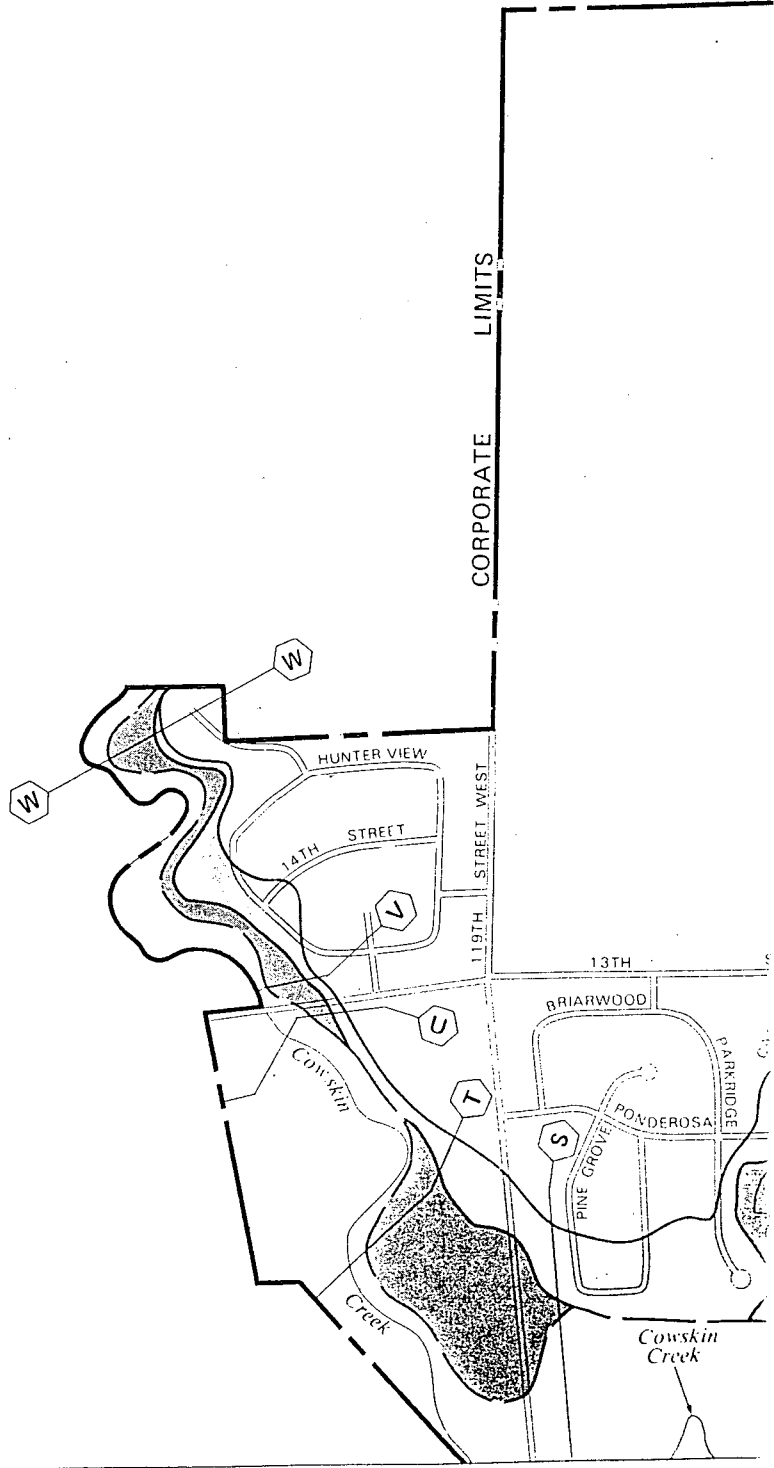 CORPORATE LIMITS
W
W
HUNTER VIEW
14TH STREET
119TH STREET WEST
V
U
13TH
BRIARWOOD
PARKRIDGE
Cowskin
Creek
T
S
PONDEROSA
PINE GROVE
Cowskin
Creek